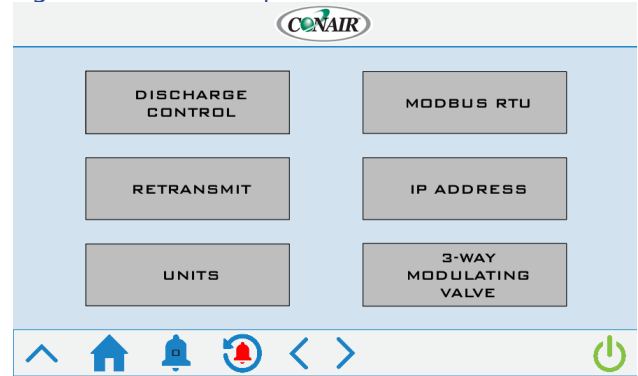 CONAIR
DISCHARGE
CONTROL
MODBUS RTU
RETRANSMIT
IP ADDRESS
UNITS
3-WAY
MODULATING
VALVE